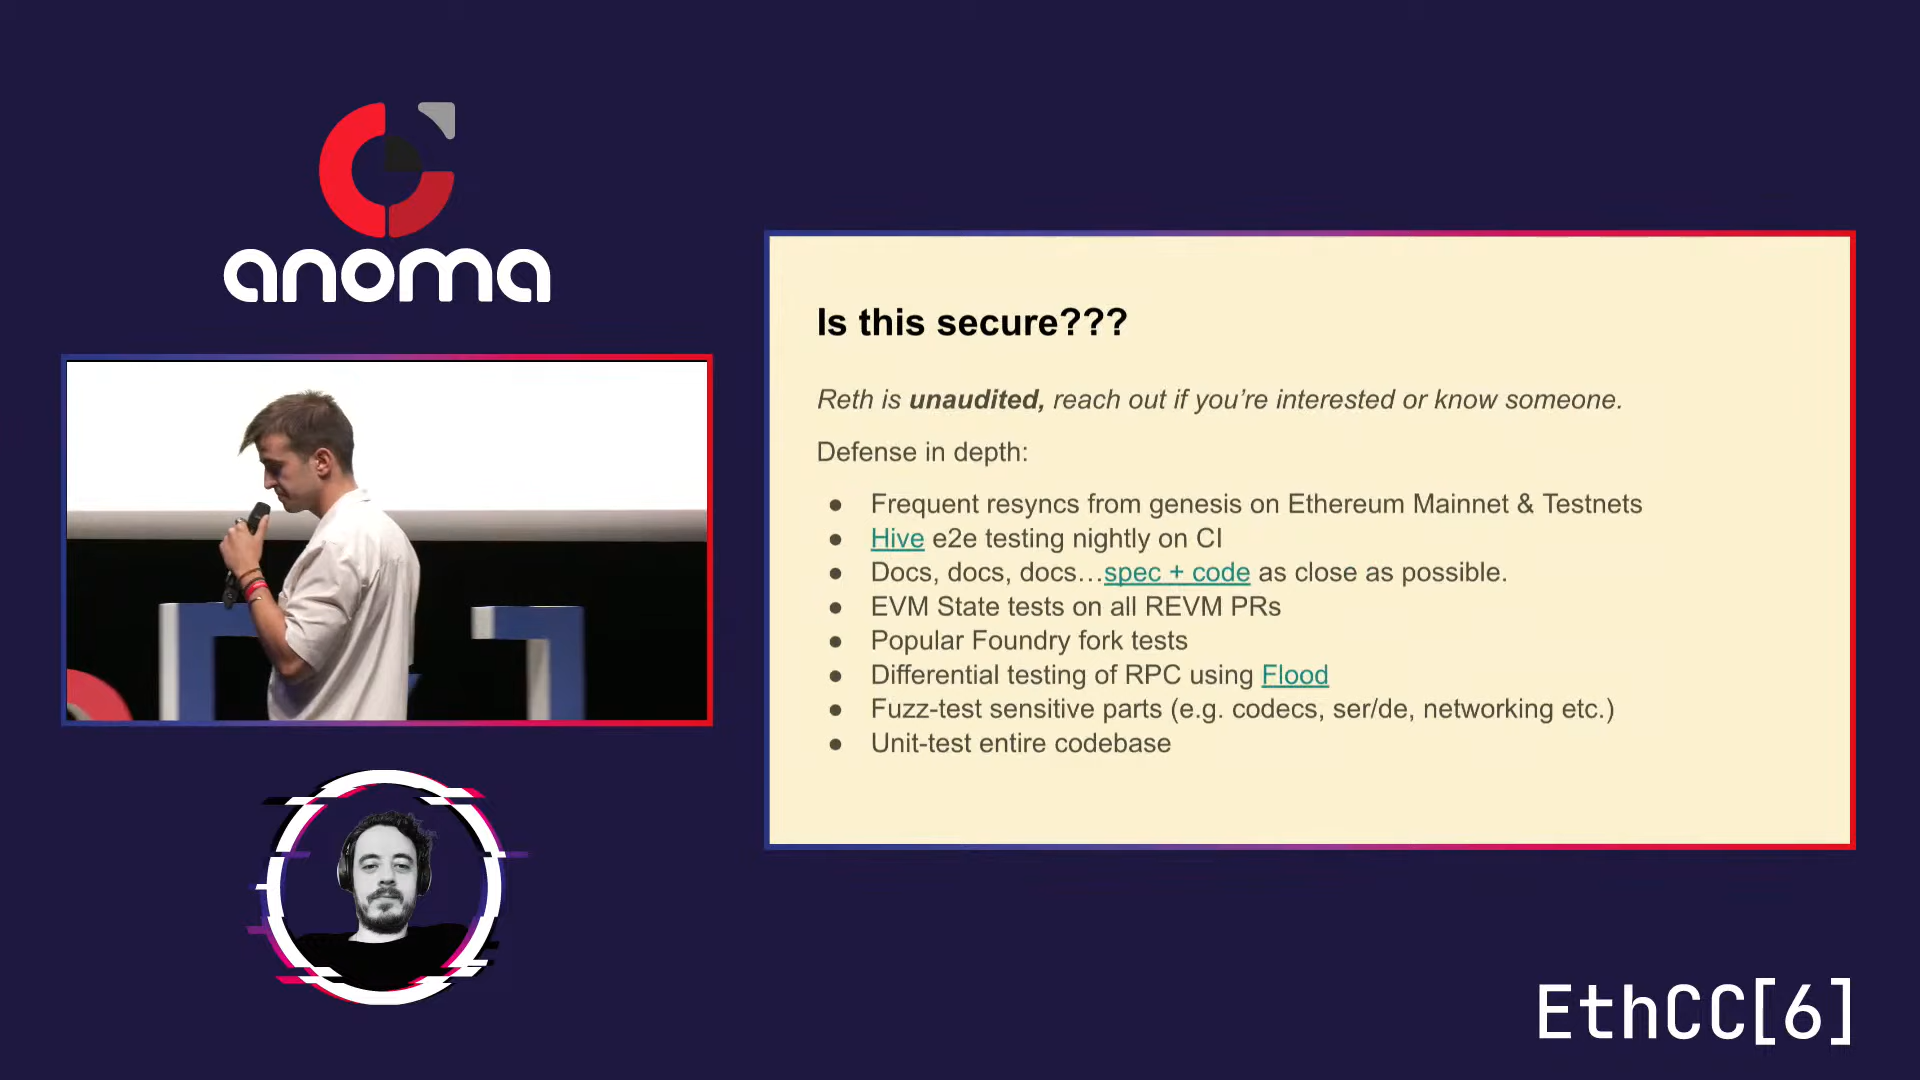 anoma
Is this secure???
Reth is unaudited, reach out if you’re interested or know someone.
Defense in depth:
● Frequent resyncs from genesis on Ethereum Mainnet & Testnets
● Hive e2e testing nightly on CI
● Docs, docs, docs…spec + code as close as possible.
● EVM State tests on all REVM PRs
● Popular Foundry fork tests
● Differential testing of RPC using Flood
● Fuzz-test sensitive parts (e.g. codecs, ser/de, networking etc.)
● Unit-test entire codebase
EthCC[6]